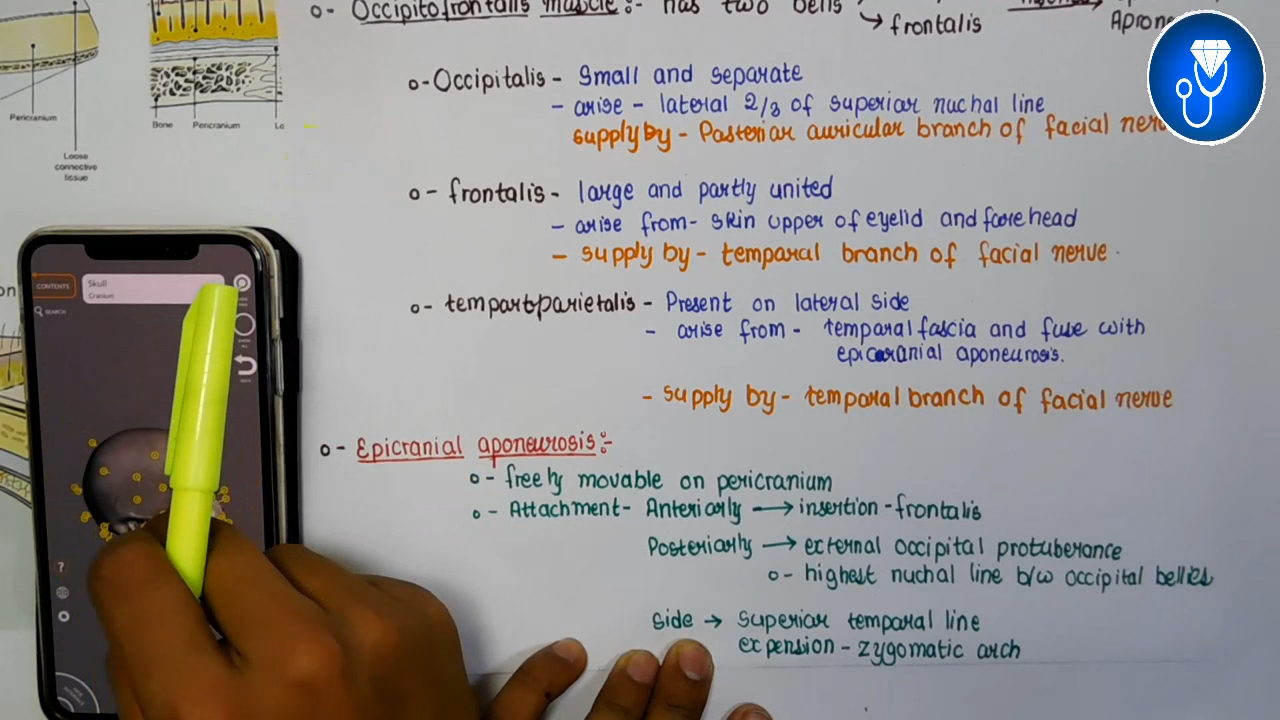 o- Occipitofrontalis muscle :- has two bells
→ frontalis
o- Occipitalis - Small and separate
- arise - lateral 2/3 of superior nuchal line
supply by - Posterior auricular branch of facial
o- frontalis - large and partly united
- arise from - skin upper of eyelid and forehead
- supply by - temporal branch of facial nerve
o- temporoparietalis - Present on lateral side
- arise from - temporal fascia and fuse with
epicranial aponeurosis.
- supply by - temporal branch of facial nerve
o- Epicranial aponeurosis :-
o- freely movable on pericranium
o- Attachment - Anteriorly → insertion - frontalis
Posteriorly → external occipital protuberance
o- highest nuchal line b/w occipital bellies
Side → Superior temporal line
expension - zygomatic arch
Pericranium
Loose
connective
tissue
Bone Pericranium Lo
CONTENTS
Skull
Cranium
SEARCH
?